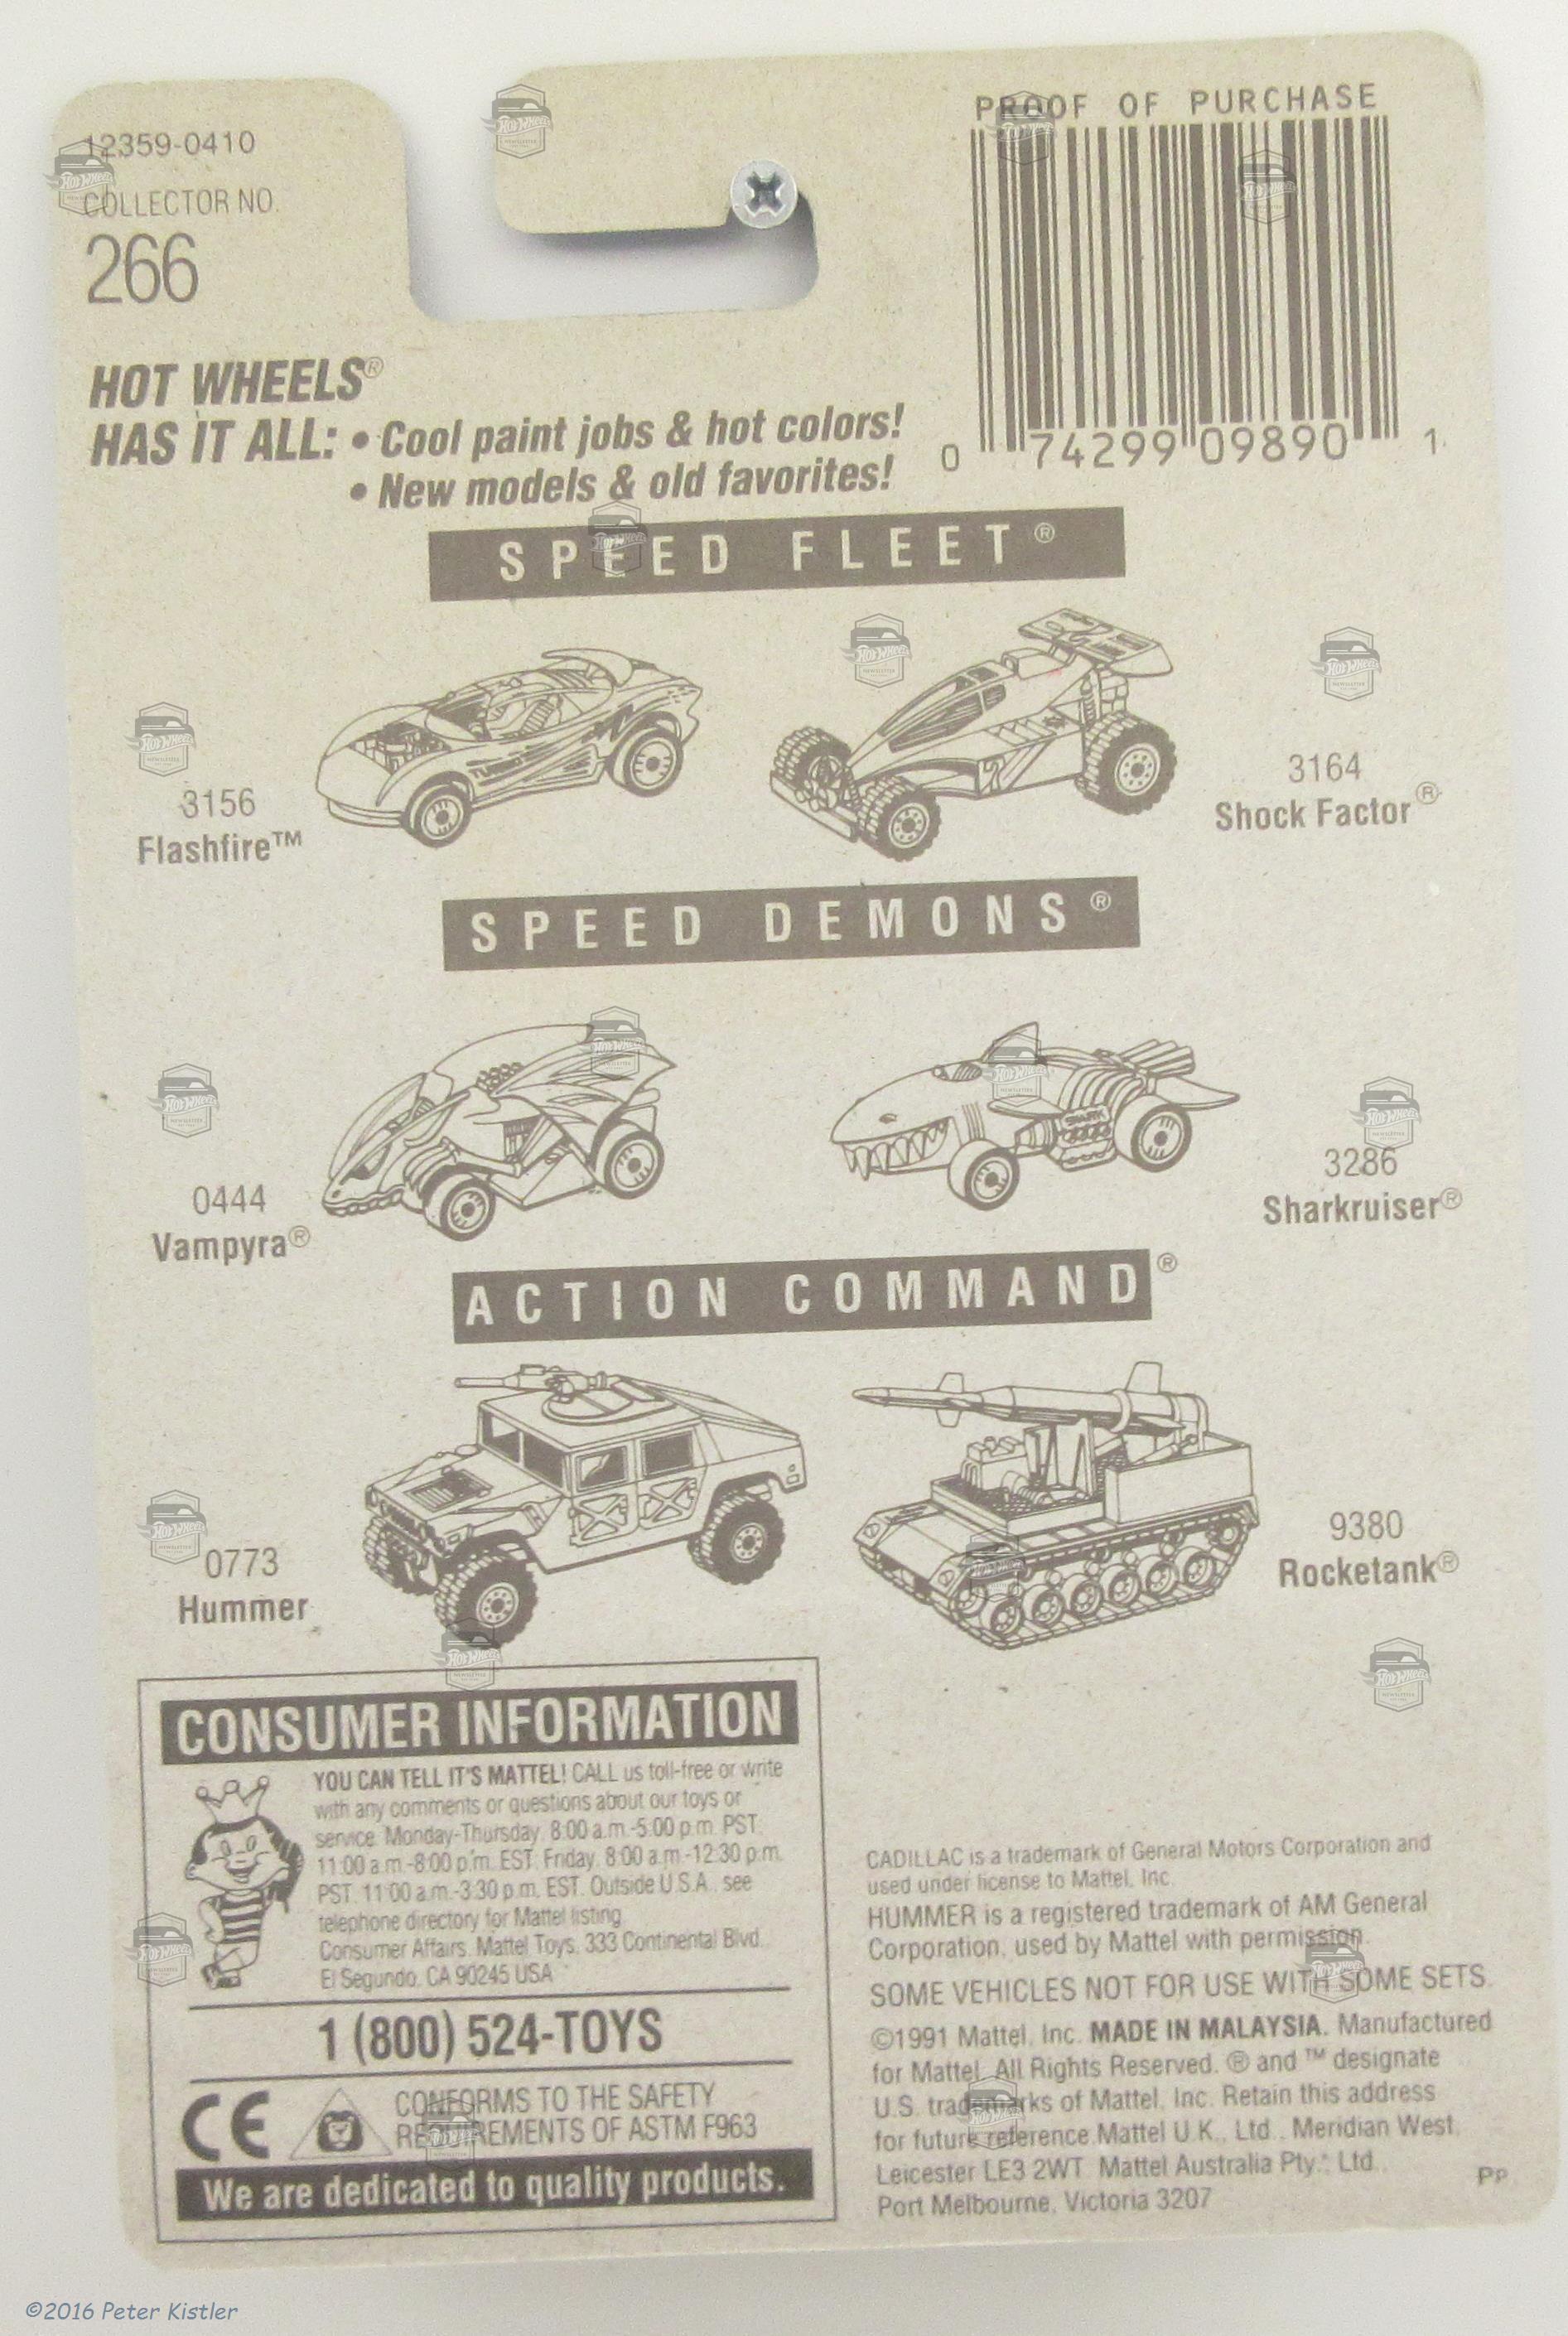 12359-0410
COLLECTOR NO.
266
PROOF OF PURCHASE
0 74299 09890 1
HOT WHEELS®
HAS IT ALL: • Cool paint jobs & hot colors!
• New models & old favorites!
SPEED FLEET®
3156
Flashfire™
3164
Shock Factor®
SPEED DEMONS®
0444
Vampyra®
3286
Sharkruiser®
ACTION COMMAND®
0773
Hummer
9380
Rocketank®
CONSUMER INFORMATION
YOU CAN TELL IT'S MATTEL! CALL us toll-free or write
with any comments or questions about our toys or
service. Monday-Thursday, 8:00 a.m.-5:00 p.m. PST,
11:00 a.m.-8:00 p.m. EST. Friday, 8:00 a.m.-12:30 p.m.
PST, 11:00 a.m.-3:30 p.m. EST. Outside U.S.A., see
telephone directory for Mattel listing
Consumer Affairs, Mattel Toys, 333 Continental Blvd.
El Segundo, CA 90245 USA
1 (800) 524-TOYS
CE
CONFORMS TO THE SAFETY
REQUIREMENTS OF ASTM F963
We are dedicated to quality products.
CADILLAC is a trademark of General Motors Corporation and
used under license to Mattel, Inc.
HUMMER is a registered trademark of AM General
Corporation, used by Mattel with permission.
SOME VEHICLES NOT FOR USE WITH SOME SETS.
©1991 Mattel, Inc. MADE IN MALAYSIA. Manufactured
for Mattel. All Rights Reserved. ® and ™ designate
U.S. trademarks of Mattel, Inc. Retain this address
for future reference Mattel U.K., Ltd., Meridian West,
Leicester LE3 2WT. Mattel Australia Pty., Ltd.,
Port Melbourne, Victoria 3207
Pp
©2016 Peter Kistler